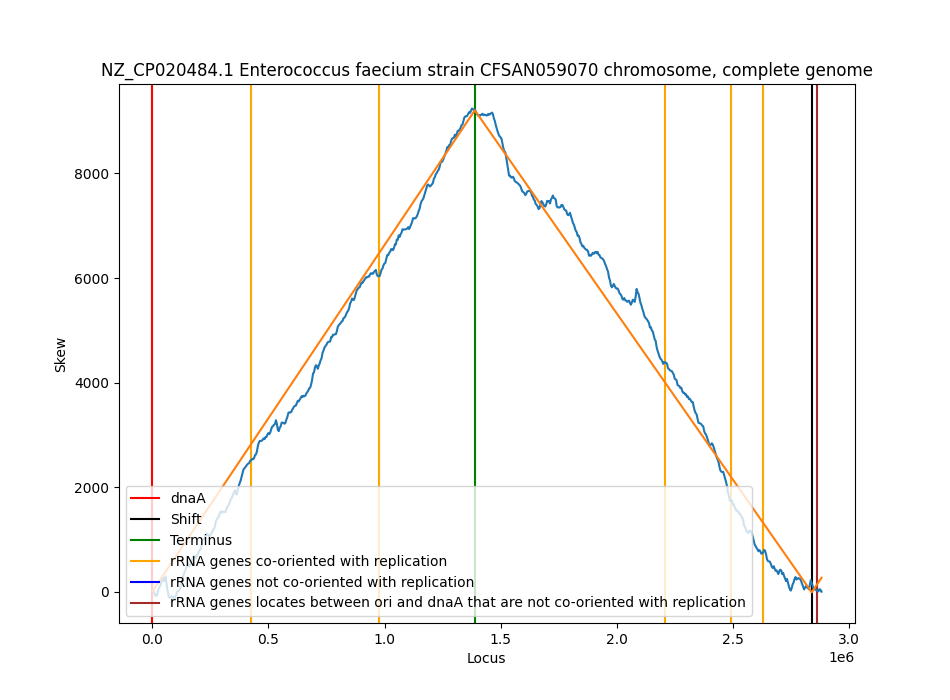 NZ_CP020484.1 Enterococcus faecium strain CFSAN059070 chromosome, complete genome
Skew
8000
6000
4000
2000
0
dnaA
Shift
Terminus
rRNA genes co-oriented with replication
rRNA genes not co-oriented with replication
rRNA genes locates between ori and dnaA that are not co-oriented with replication
0.0 0.5 1.0 1.5 2.0 2.5 3.0
1e6
Locus